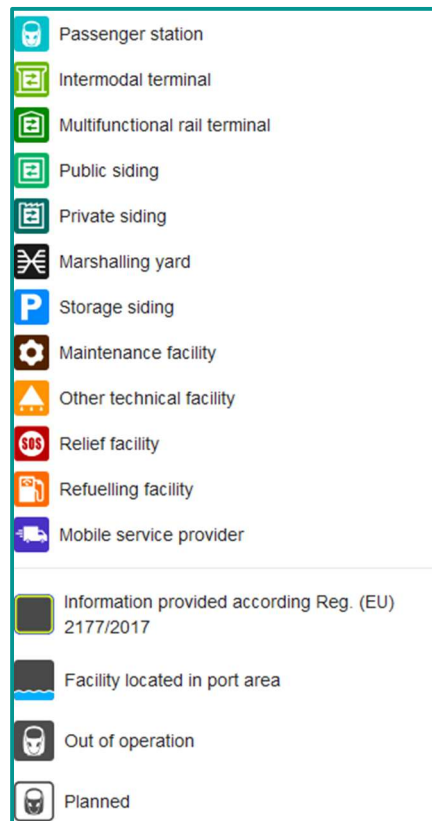 Passenger station
Intermodal terminal
Multifunctional rail terminal
Public siding
Private siding
Marshalling yard
P
Storage siding
Maintenance facility
Other technical facility
SOS
Relief facility
Refuelling facility
Mobile service provider
Information provided according Reg. (EU)
2177/2017
Facility located in port area
Out of operation
Planned